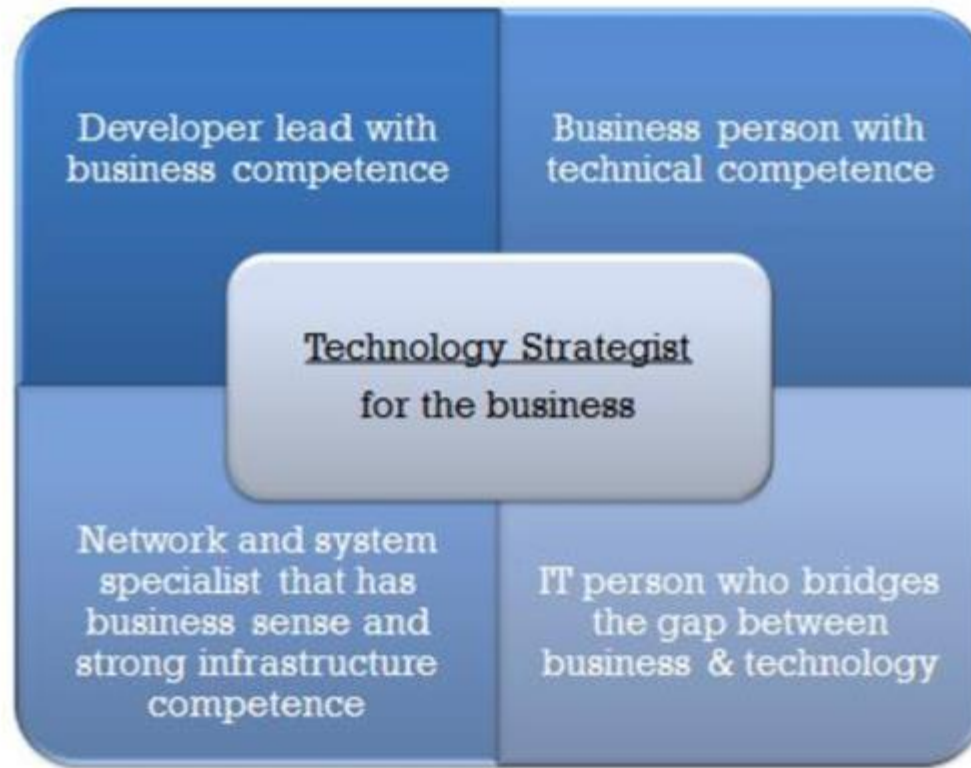 Developer lead with
business competence
Business person with
technical competence
Technology Strategist
for the business
Network and system
specialist that has
business sense and
strong infrastructure
competence
IT person who bridges
the gap between
business & technology